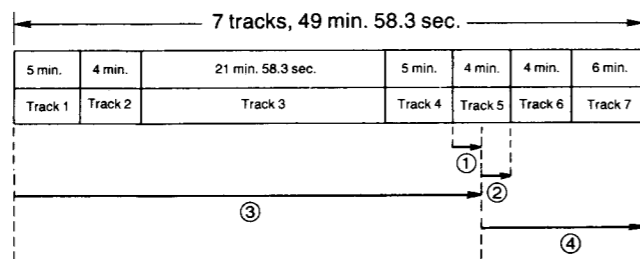 7 tracks, 49 min. 58.3 sec.
5 min. 4 min. 21 min. 58.3 sec. 5 min. 4 min. 4 min. 6 min.
Track 1 Track 2 Track 3 Track 4 Track 5 Track 6 Track 7
①
②
③
④